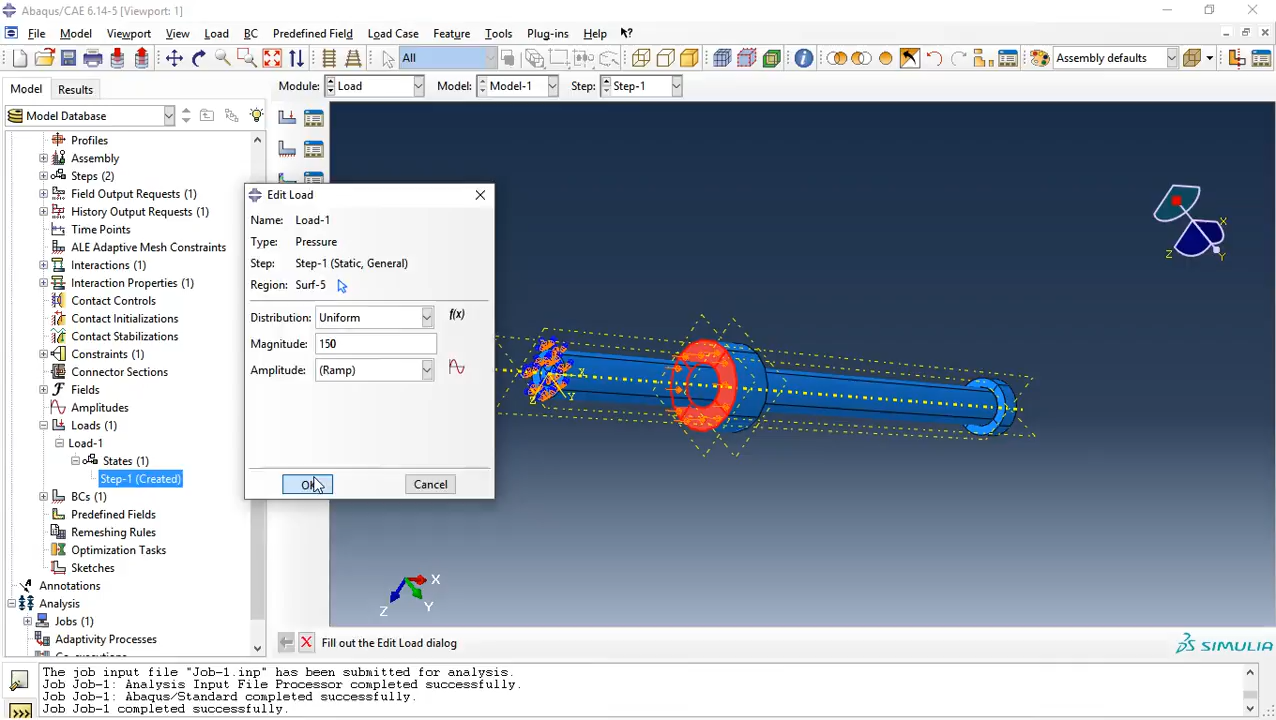 Abaqus/CAE 6.14-5 [Viewport: 1]
File Model Viewport View Load BC Predefined Field Load Case Feature Tools Plug-ins Help
All Assembly defaults
Model Results Module: Load Model: Model-1 Step: Step-1
Model Database
Profiles
Assembly
Steps (2)
Field Output Requests (1)
History Output Requests (1)
Time Points
ALE Adaptive Mesh Constraints
Interactions (1)
Interaction Properties (1)
Contact Controls
Contact Initializations
Contact Stabilizations
Constraints (1)
Connector Sections
Fields
Amplitudes
Loads (1)
Load-1
States (1)
Step-1 (Created)
BCs (1)
Predefined Fields
Remeshing Rules
Optimization Tasks
Sketches
Annotations
Analysis
Jobs (1)
Adaptivity Processes
Edit Load
Name: Load-1
Type: Pressure
Step: Step-1 (Static, General)
Region: Surf-5
Distribution: Uniform f(x)
Magnitude: 150
Amplitude: (Ramp)
OK Cancel
X
Z
Y
X
Y
Z
X
Z
Y
Fill out the Edit Load dialog
SIMULIA
The job input file "Job-1.inp" has been submitted for analysis.
Job Job-1: Analysis Input File Processor completed successfully.
Job Job-1: Abaqus/Standard completed successfully.
Job Job-1 completed successfully.
>>>